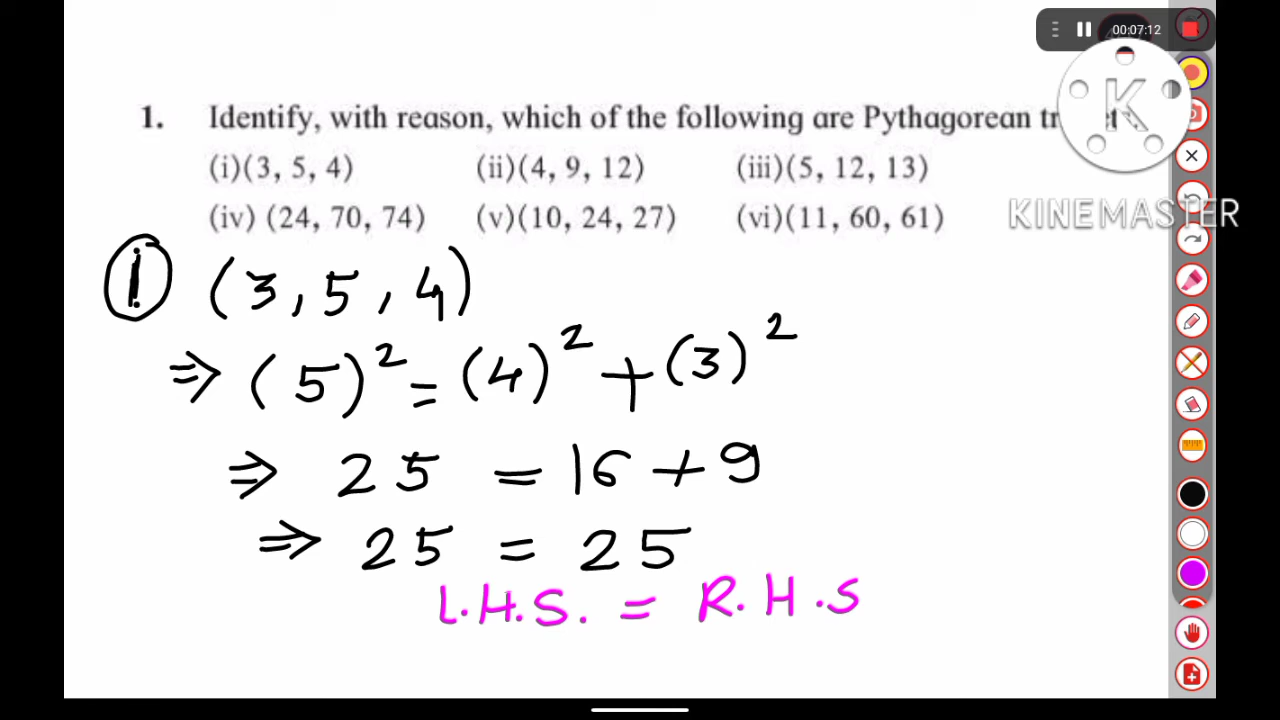 00:07:12
1. Identify, with reason, which of the following are Pythagorean
(i)(3, 5, 4) (ii)(4, 9, 12) (iii)(5, 12, 13)
(iv) (24, 70, 74) (v)(10, 24, 27) (vi)(11, 60, 61)
K
KINEMASTER
(i) (3, 5, 4)
⇒ (5)² = (4)² + (3)²
⇒ 25 = 16 + 9
⇒ 25 = 25
L.H.S. = R.H.S